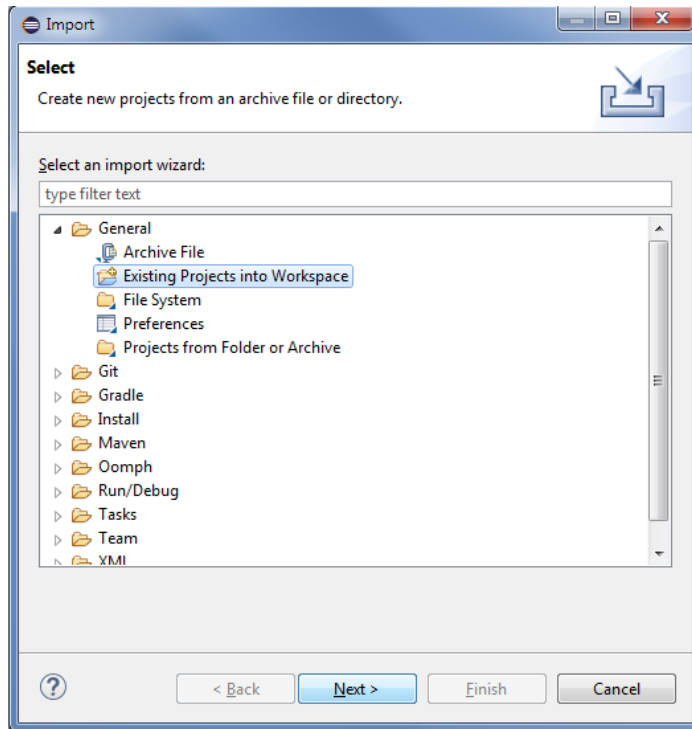 Import
Select
Create new projects from an archive file or directory.
Select an import wizard:
type filter text
General
Archive File
Existing Projects into Workspace
File System
Preferences
Projects from Folder or Archive
Git
Gradle
Install
Maven
Oomph
Run/Debug
Tasks
Team
XML
< Back Next > Finish Cancel